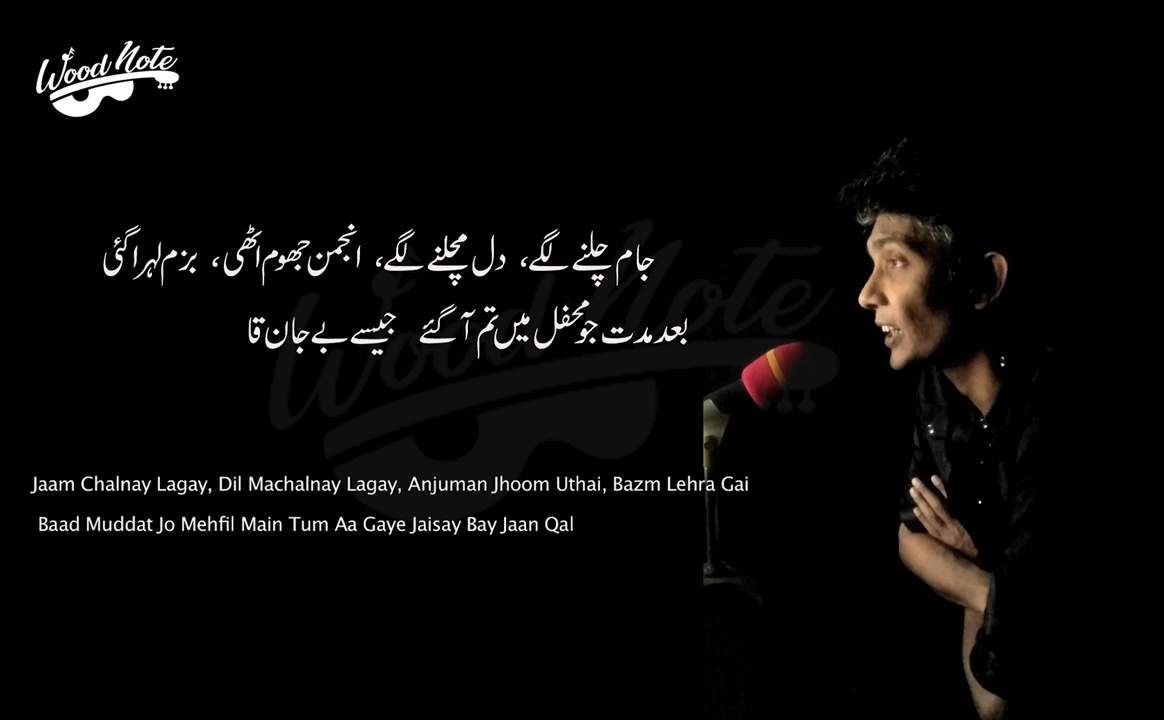 Wood Note
جام چلنے لگے، دل مچلنے لگے، انجمن جھوم اٹھی، بزم لہرا گئی
بعد مدت جو محفل میں تم آ گئے جیسے بے جان قا
Wood Note
Jaam Chalnay Lagay, Dil Machalnay Lagay, Anjuman Jhoom Uthai, Bazm Lehra Gai
Baad Muddat Jo Mehfil Main Tum Aa Gaye Jaisay Bay Jaan Qal